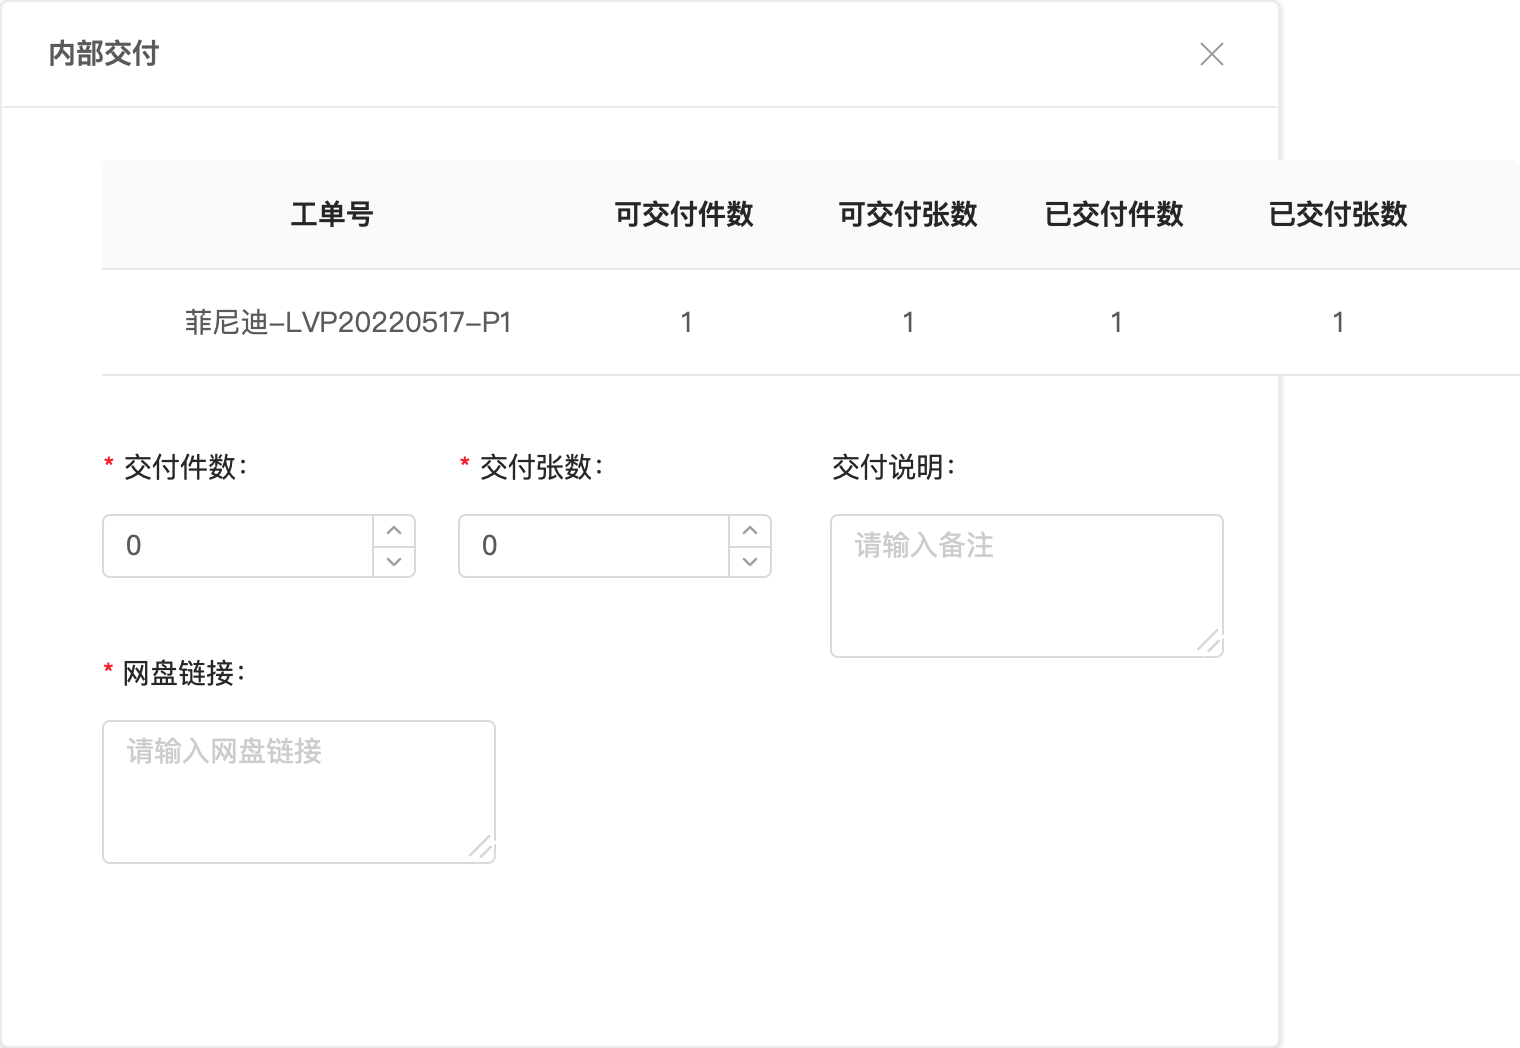 内部交付
工单号 可交付件数 可交付张数 已交付件数 已交付张数
菲尼迪-LVP20220517-P1 1 1 1 1
* 交付件数： * 交付张数： 交付说明：
0 0 请输入备注
* 网盘链接：
请输入网盘链接